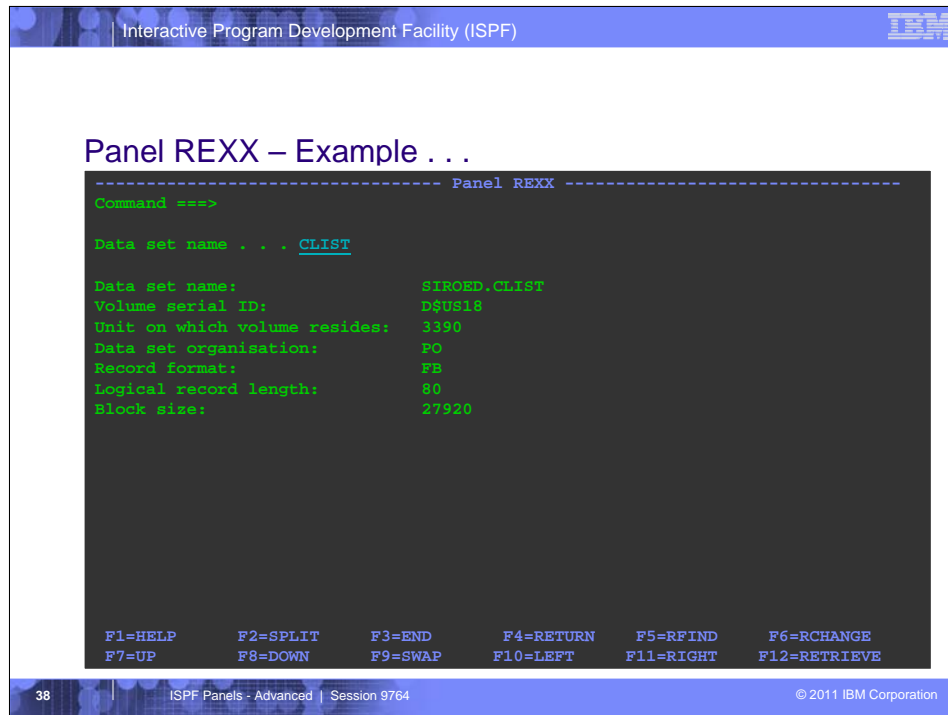 Interactive Program Development Facility (ISPF)
IBM
Panel REXX – Example . . .
---------------------------------- Panel REXX ---------------------------------
Command ===>
Data set name . . . CLIST
Data set name: SIROED.CLIST
Volume serial ID: D$US18
Unit on which volume resides: 3390
Data set organisation: PO
Record format: FB
Logical record length: 80
Block size: 27920
F1=HELP F2=SPLIT F3=END F4=RETURN F5=RFIND F6=RCHANGE
F7=UP F8=DOWN F9=SWAP F10=LEFT F11=RIGHT F12=RETRIEVE
38 ISPF Panels - Advanced | Session 9764 © 2011 IBM Corporation